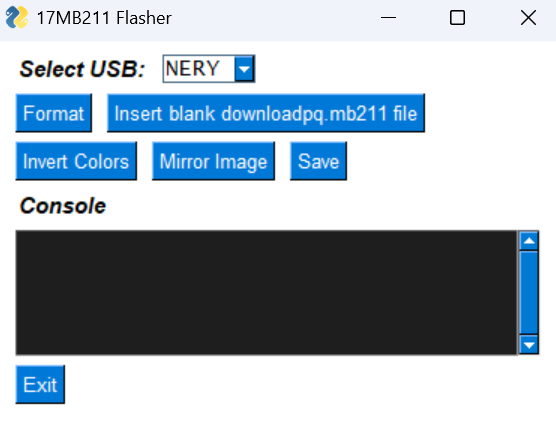 17MB211 Flasher
Select USB: NERY
Format Insert blank downloadpq.mb211 file
Invert Colors Mirror Image Save
Console
Exit